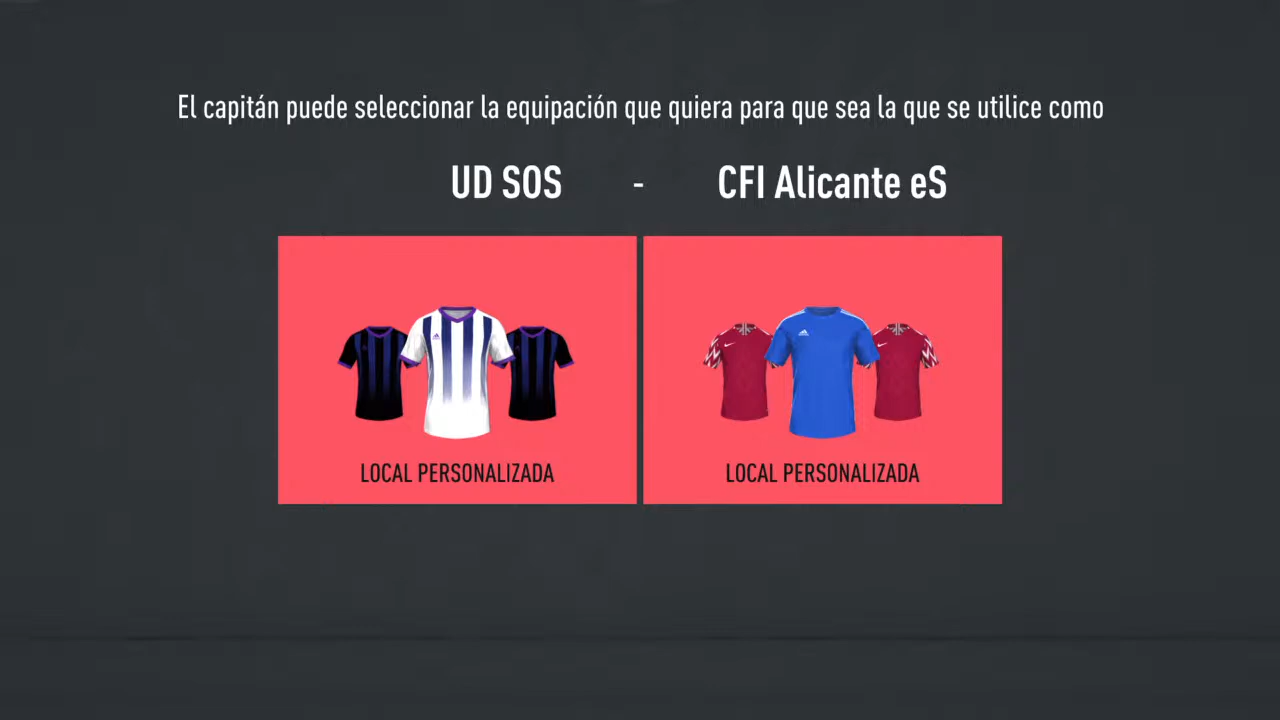 El capitán puede seleccionar la equipación que quiera para que sea la que se utilice como
UD SOS - CFI Alicante eS
LOCAL PERSONALIZADA LOCAL PERSONALIZADA